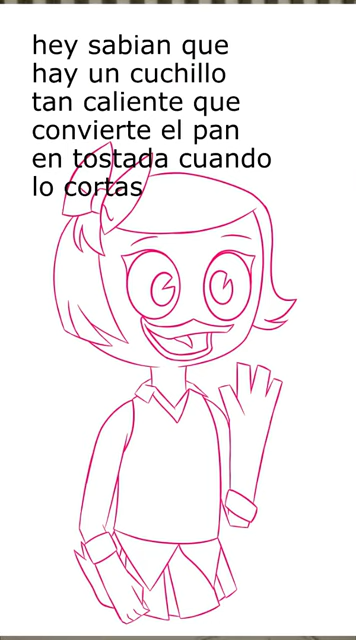 hey sabian que
hay un cuchillo
tan caliente que
convierte el pan
en tostada cuando
lo cortas